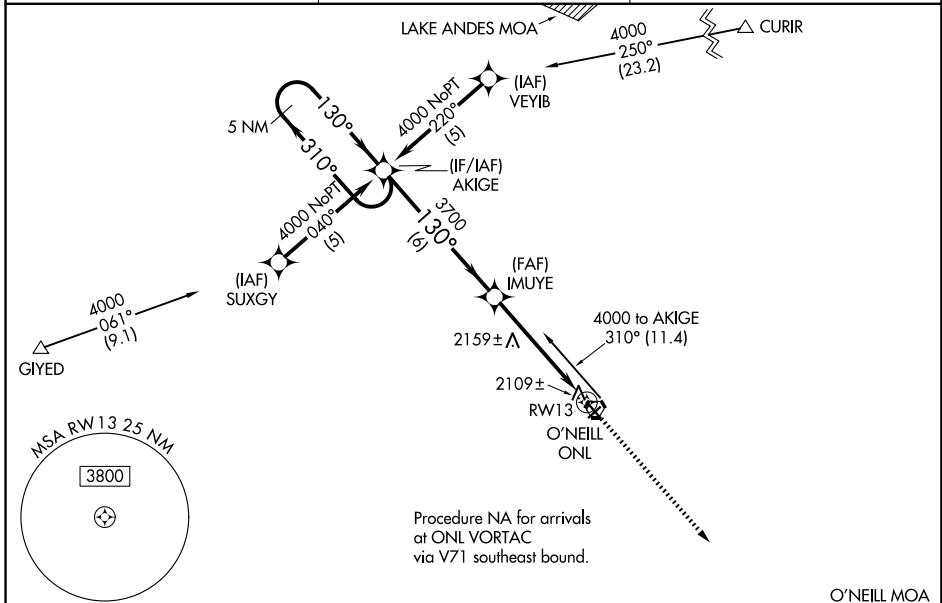 LAKE ANDES MOA
4000
250°
(23.2)
CURIR
(IAF)
VEYIB
4000 NoPT
220°
(5)
5 NM
130°
310°
(IF/IAF)
AKIGE
4000 NoPT
040°
(5)
3700
130°
(6)
(IAF)
SUXGY
(FAF)
IMUYE
4000
061°
(9.1)
GIYED
4000 to AKIGE
310° (11.4)
2159±
2109±
RW13
O'NEILL
ONL
MSA RW13 25 NM
3800
Procedure NA for arrivals
at ONL VORTAC
via V71 southeast bound.
O'NEILL MOA